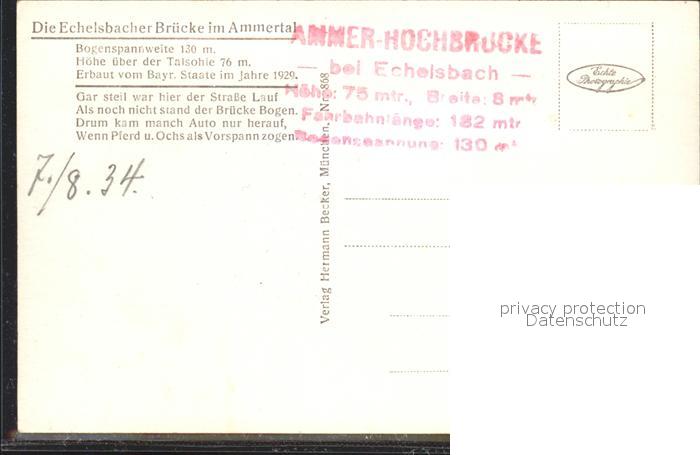 Die Echelsbacher Brücke im Ammertal
Bogenspannweite 130 m.
Höhe über der Talsohle 76 m.
Erbaut vom Bayr. Staate im Jahre 1929.
Gar steil war hier der Straße Lauf
Als noch nicht stand der Brücke Bogen.
Drum kam manch Auto nur herauf,
Wenn Pferd u. Ochs als Vorspann zogen.
AMMER-HOCHBRÜCKE
— bei Echelsbach —
Höhe: 75 mtr., Breite: 8 mtr
Fahrbahnlänge: 182 mtr
Bogenspannung: 130 mtr
Echte
Photographie
7./8.34.
Verlag Hermann Becker, München. Nr. 868
privacy protection
Datenschutz